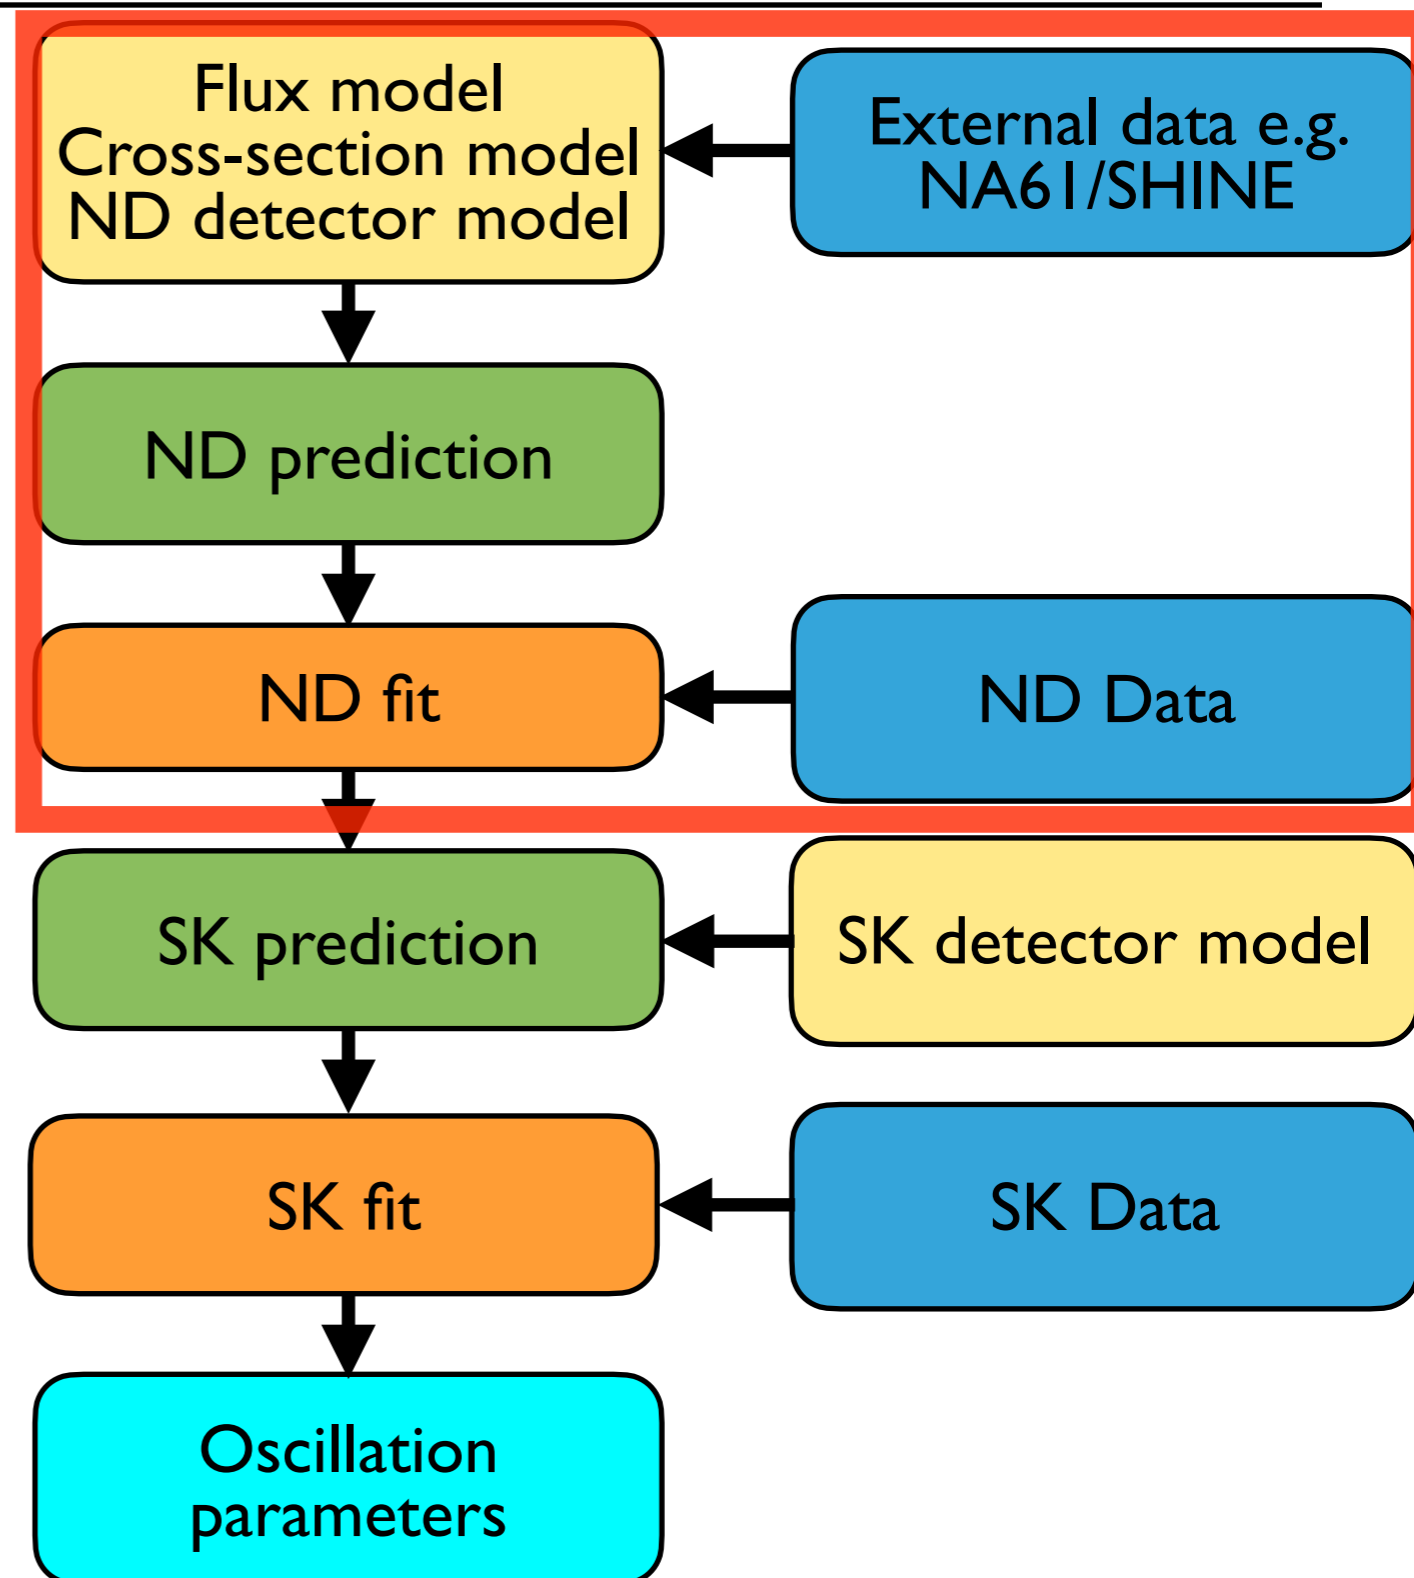 Flux model
Cross-section model
ND detector model
External data e.g.
NA61/SHINE
ND prediction
ND fit
ND Data
SK prediction
SK detector model
SK fit
SK Data
Oscillation
parameters